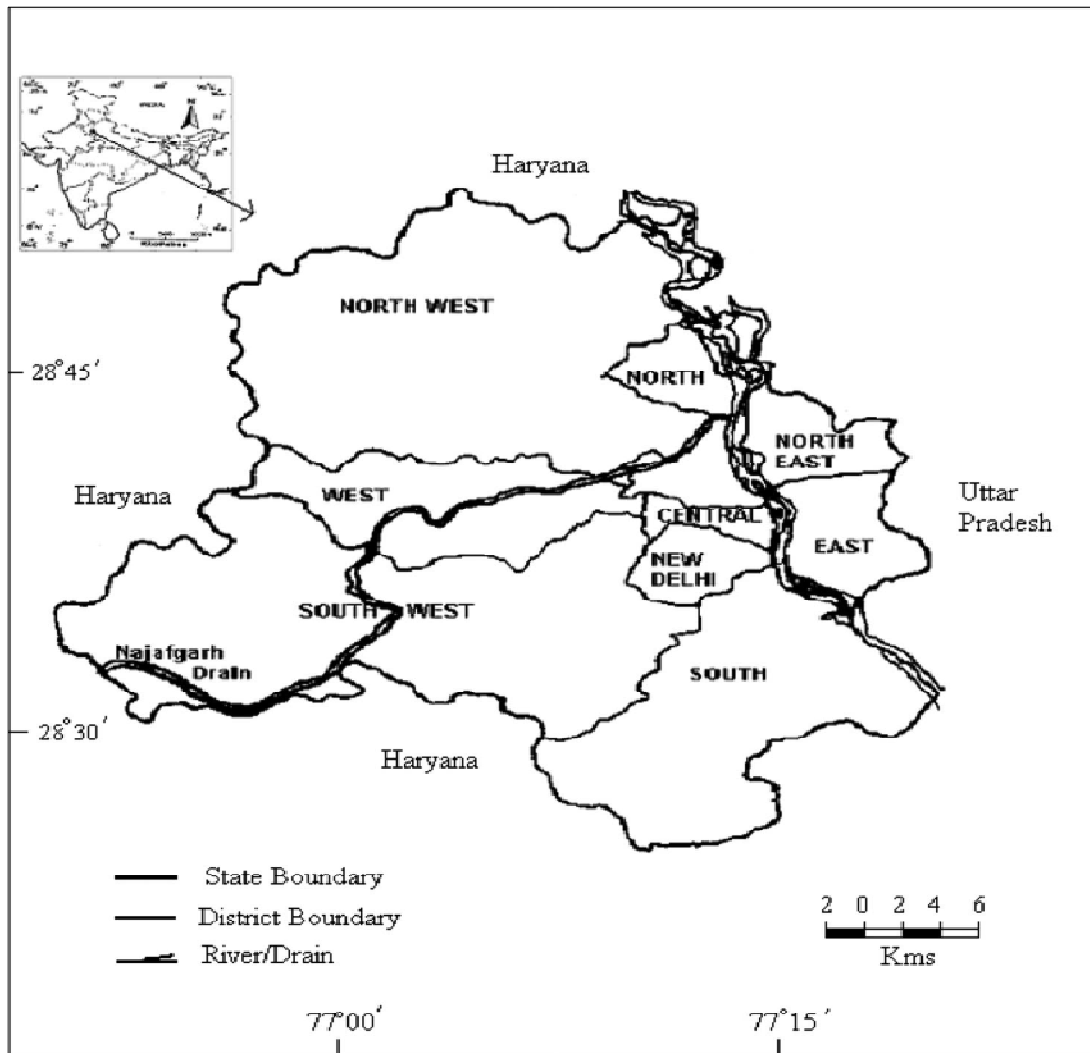 Haryana
NORTH WEST
28°45′
NORTH
NORTH
EAST
Haryana
WEST
Uttar
Pradesh
CENTRAL
EAST
NEW
DELHI
SOUTH WEST
Najafgarh
Drain
SOUTH
28°30′
Haryana
State Boundary
District Boundary
River/Drain
2 0 2 4 6
Kms
77°00′
77°15′